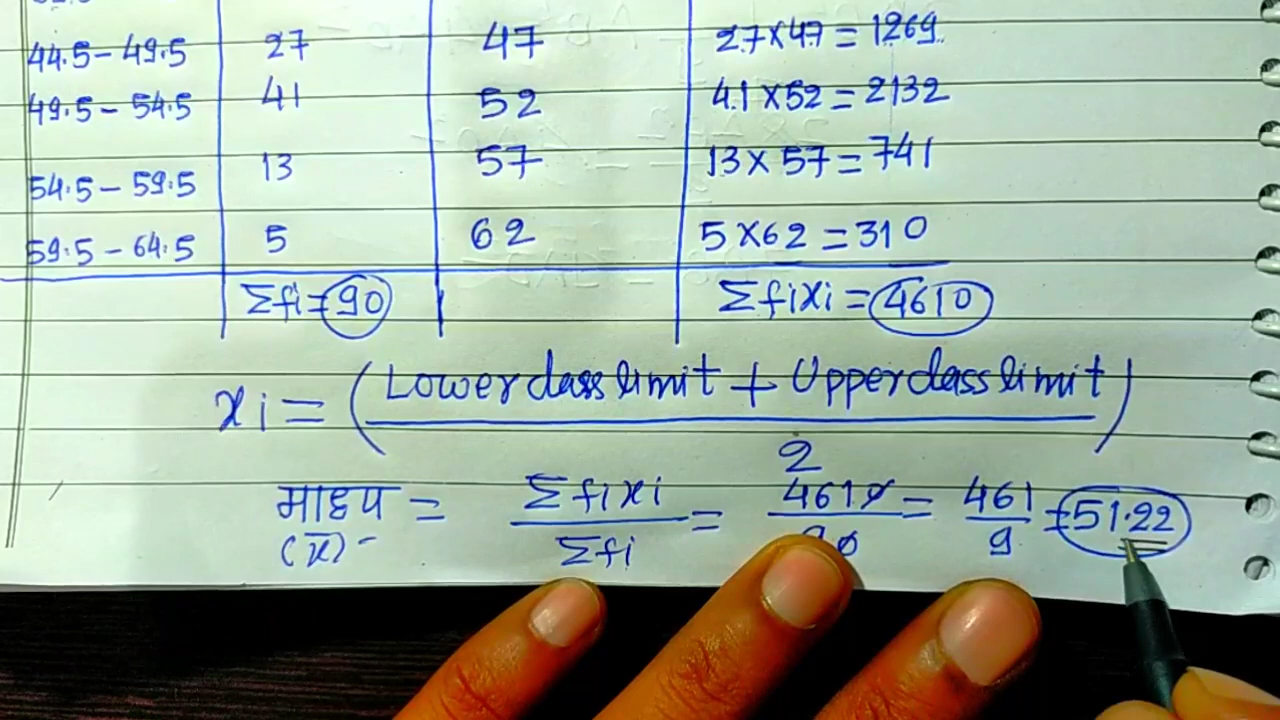 44.5-49.5 27 47 27×47=1269
49.5-54.5 41 52 41×52=2132
54.5-59.5 13 57 13×57=741
59.5-64.5 5 62 5×62=310
Σfi=90 Σfixi=4610
xi=(Lower class limit + Upper class limit)
2
माध्य = Σfixi = 4610 = 461 =51.22
(x̄) Σfi 90 9